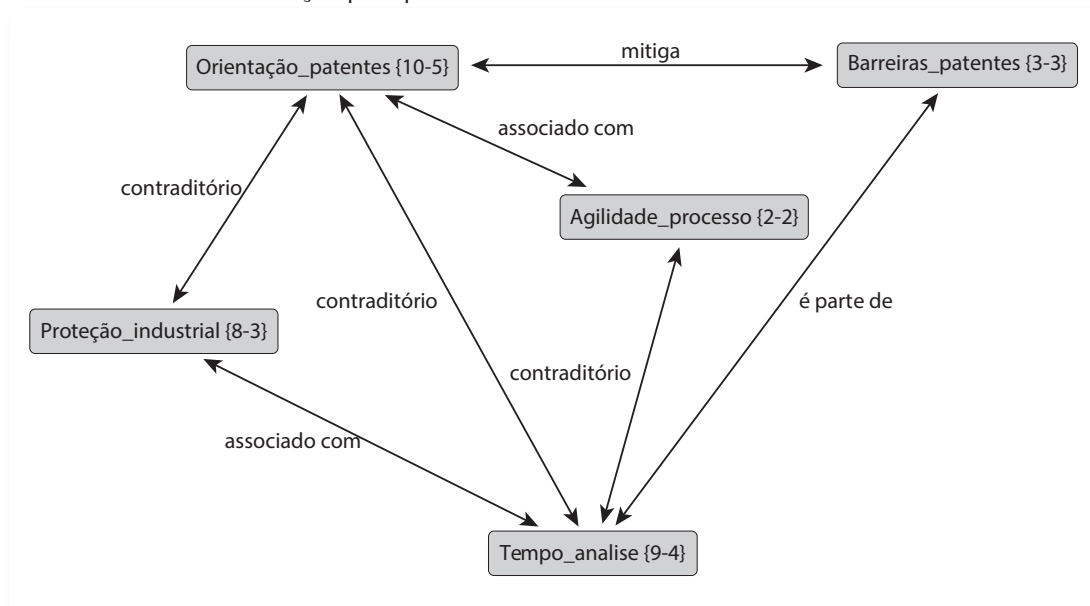 mitiga
Orientação_patentes {10-5}
Barreiras_patentes {3-3}
associado com
contraditório
Agilidade_processo {2-2}
contraditório
é parte de
Proteção_industrial {8-3}
contraditório
associado com
Tempo_analise {9-4}